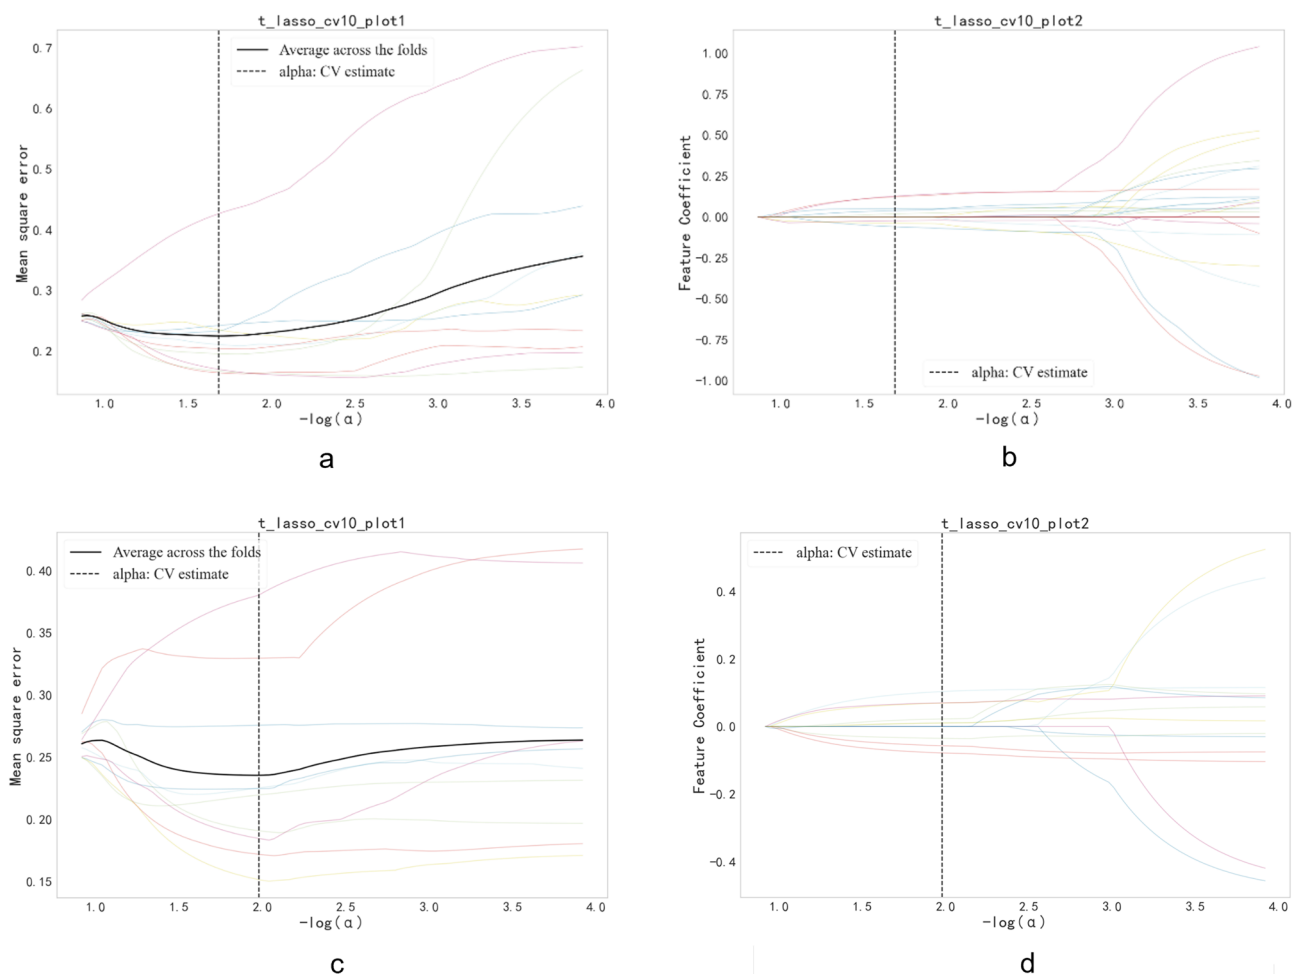 t_lasso_cv10_plot1
Average across the folds
alpha: CV estimate
Mean square error
0.7
0.6
0.5
0.4
0.3
0.2
1.0 1.5 2.0 2.5 3.0 3.5 4.0
-log(α)
a
t_lasso_cv10_plot2
Feature Coefficient
1.00
0.75
0.50
0.25
0.00
-0.25
-0.50
-0.75
-1.00
alpha: CV estimate
1.0 1.5 2.0 2.5 3.0 3.5 4.0
-log(α)
b
t_lasso_cv10_plot1
Average across the folds
alpha: CV estimate
Mean square error
0.40
0.35
0.30
0.25
0.20
0.15
1.0 1.5 2.0 2.5 3.0 3.5 4.0
-log(α)
c
t_lasso_cv10_plot2
alpha: CV estimate
Feature Coefficient
0.4
0.2
0.0
-0.2
-0.4
1.0 1.5 2.0 2.5 3.0 3.5 4.0
-log(α)
d